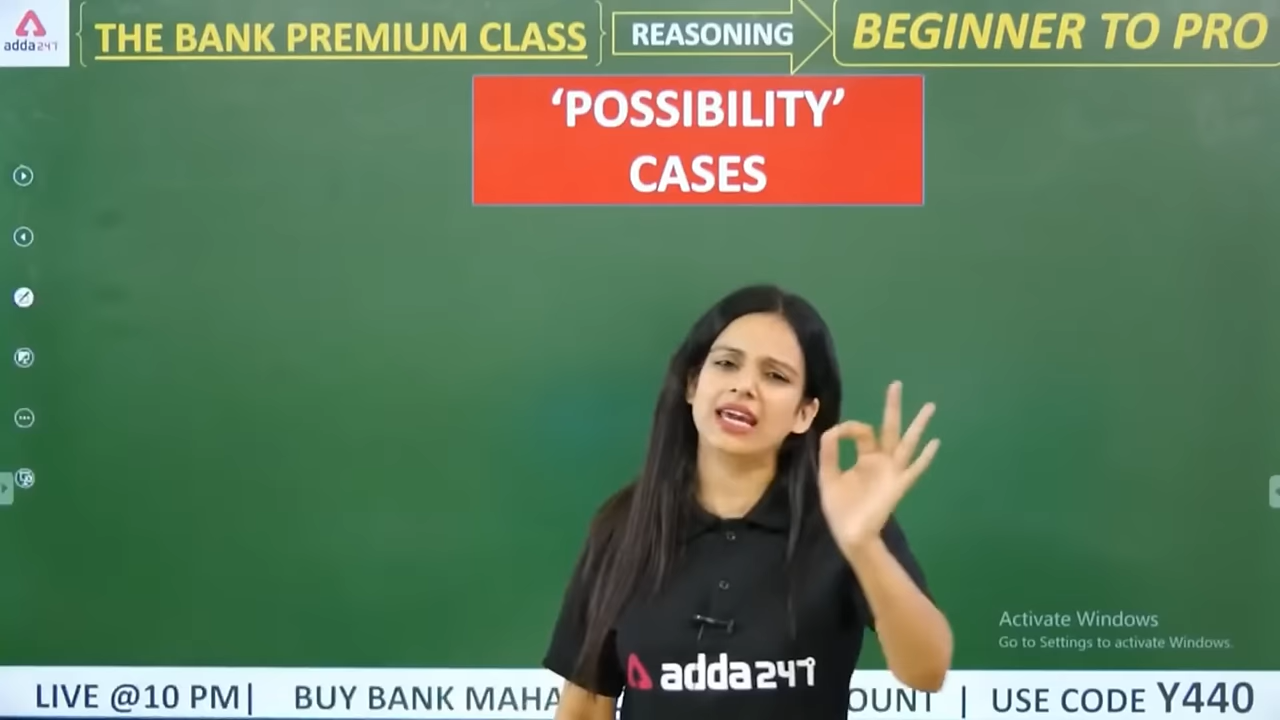 adda247
THE BANK PREMIUM CLASS
REASONING
BEGINNER TO PRO
‘POSSIBILITY’
CASES
adda247
Activate Windows
Go to Settings to activate Windows.
LIVE @10 PM| BUY BANK MAHA OUNT | USE CODE Y440